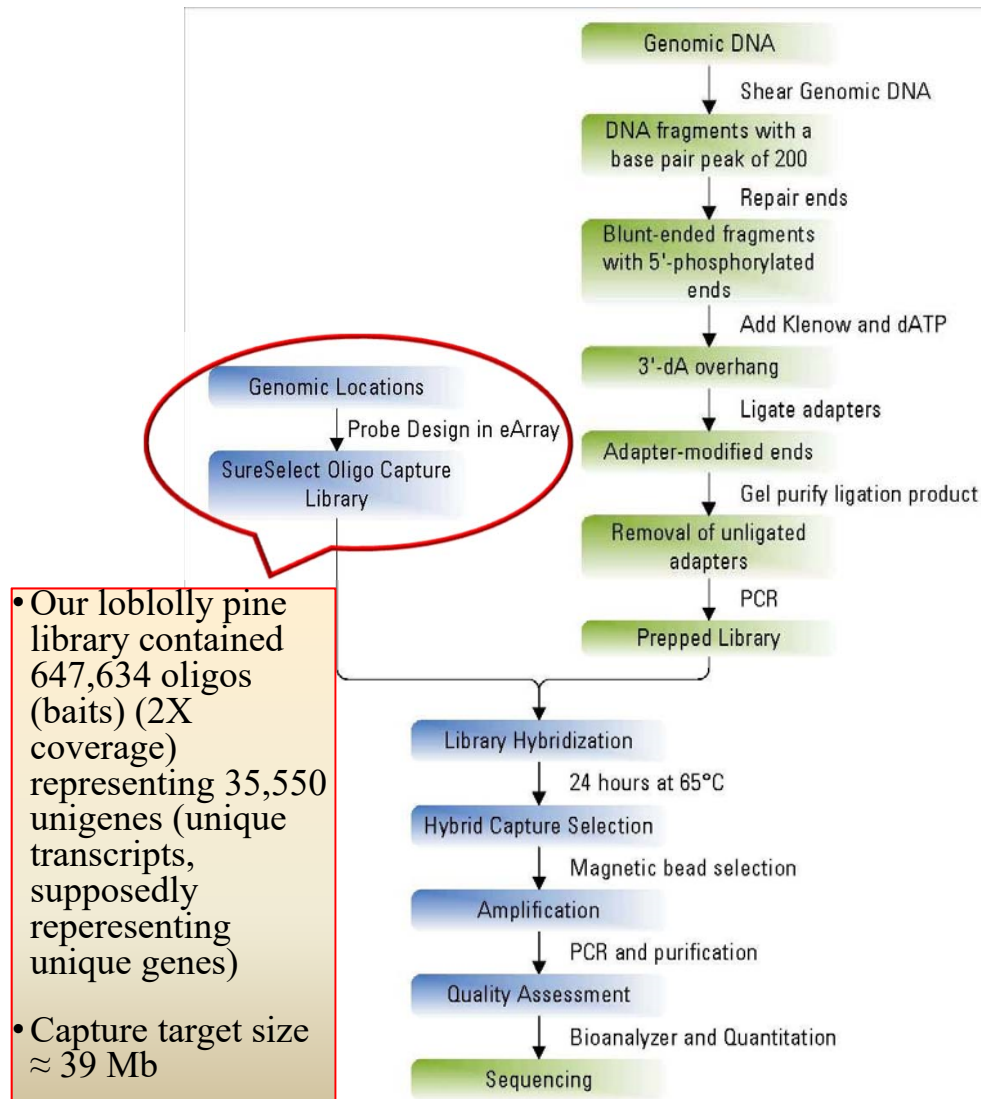 Genomic DNA
Shear Genomic DNA
DNA fragments with a
base pair peak of 200
Repair ends
Blunt-ended fragments
with 5'-phosphorylated
ends
Add Klenow and dATP
3'-dA overhang
Ligate adapters
Adapter-modified ends
Gel purify ligation product
Removal of unligated
adapters
PCR
Prepped Library
Genomic Locations
Probe Design in eArray
SureSelect Oligo Capture
Library
• Our loblolly pine
library contained
647,634 oligos
(baits) (2X
coverage)
representing 35,550
unigenes (unique
transcripts,
supposedly
reperesenting
unique genes)
• Capture target size
≈ 39 Mb
Library Hybridization
24 hours at 65°C
Hybrid Capture Selection
Magnetic bead selection
Amplification
PCR and purification
Quality Assessment
Bioanalyzer and Quantitation
Sequencing